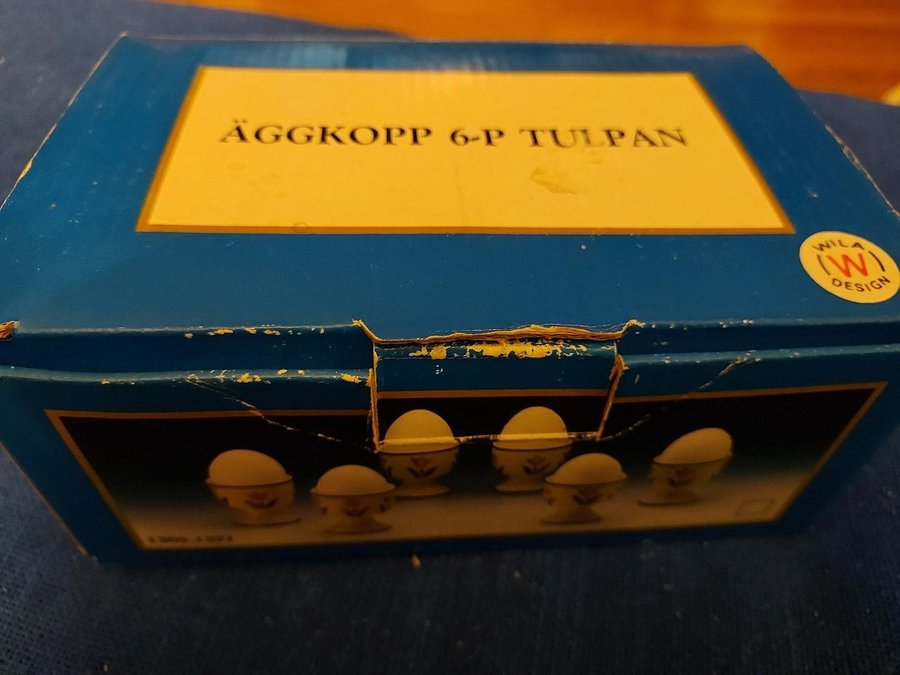 ÄGGKOPP 6-P TULPAN
WILA
(W)
DESIGN